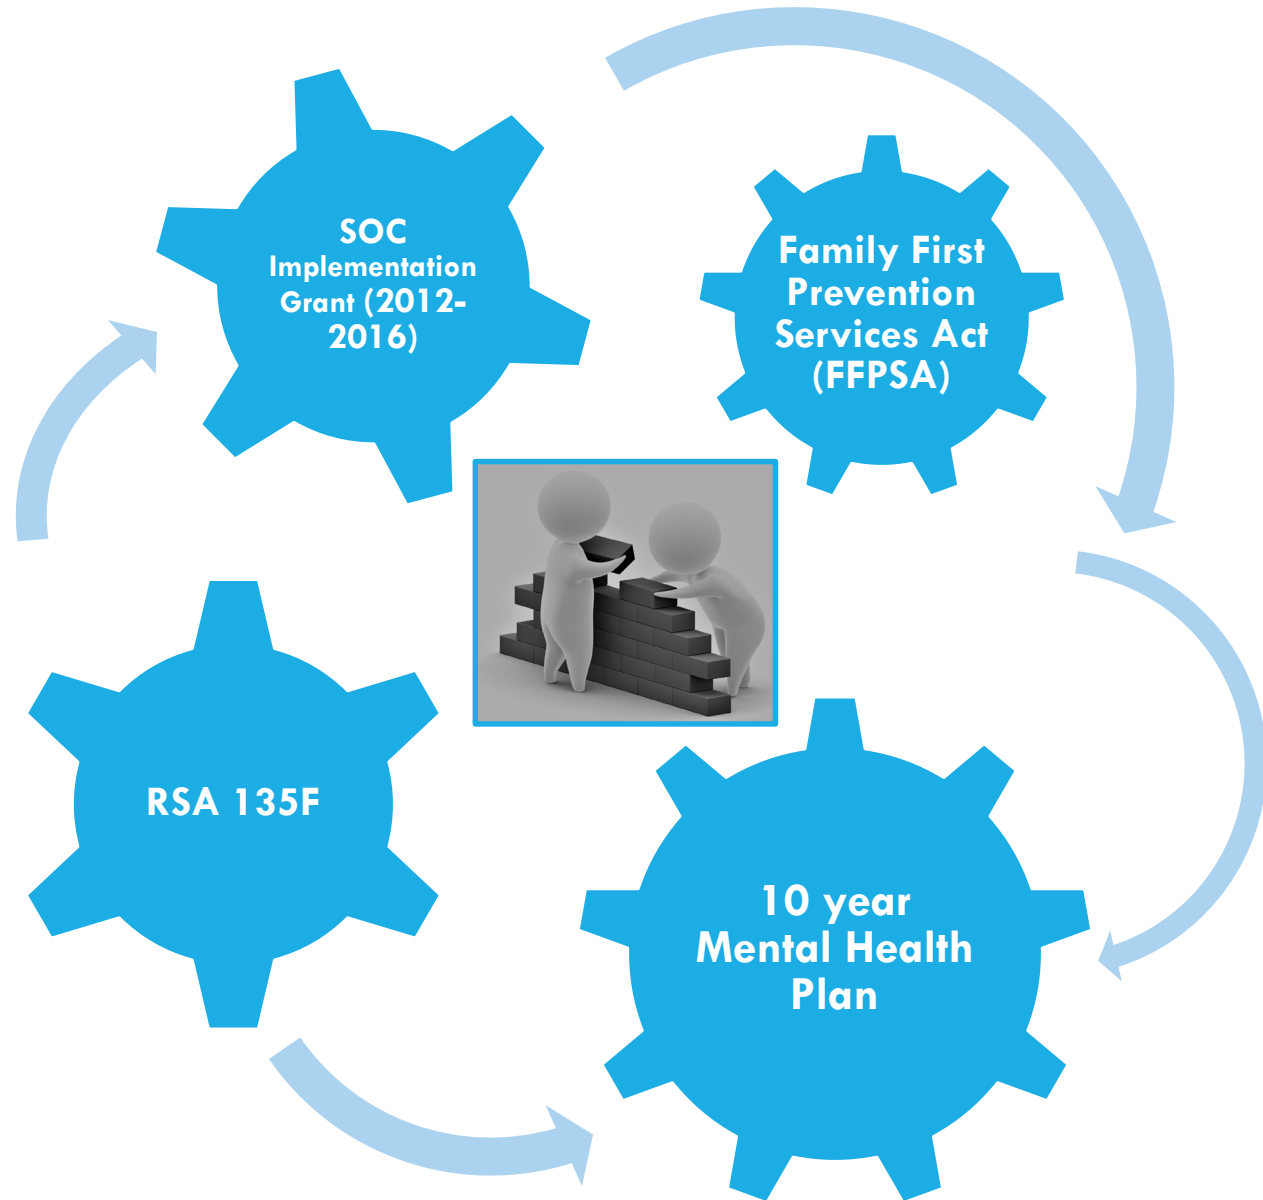 SOC
Implementation
Grant (2012-
2016)
Family First
Prevention
Services Act
(FFPSA)
RSA 135F
10 year
Mental Health
Plan